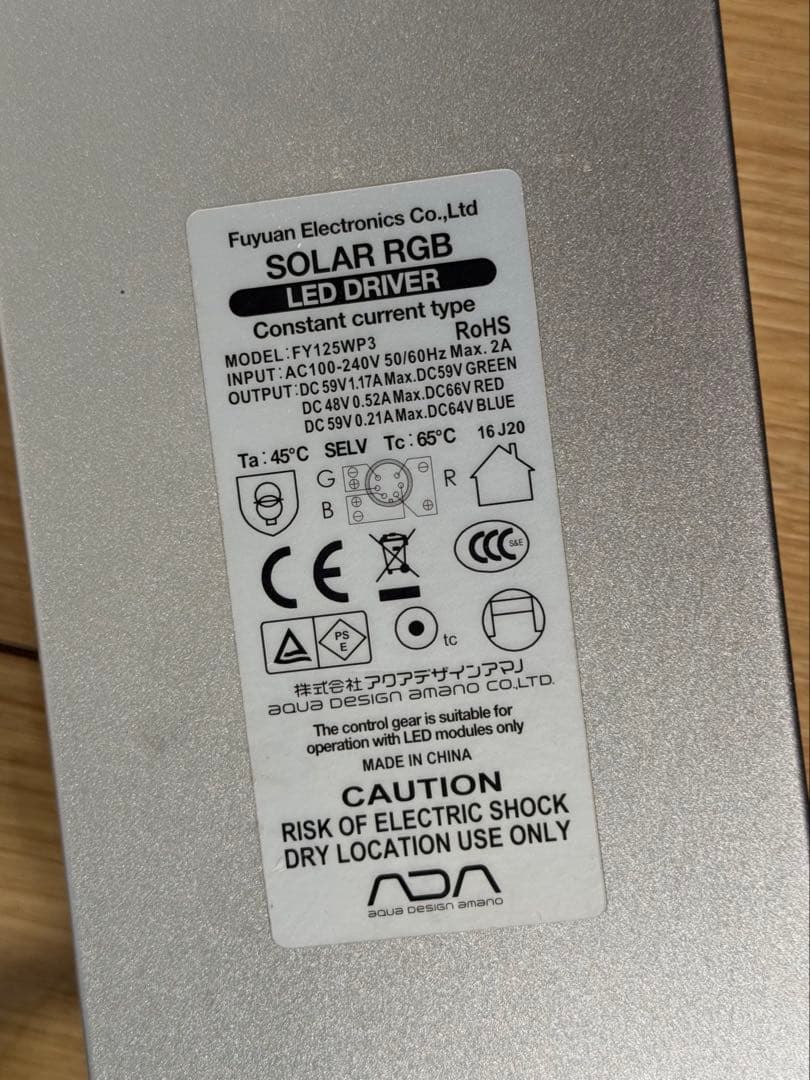 Fuyuan Electronics Co.,Ltd
SOLAR RGB
LED DRIVER
Constant current type
RoHS
MODEL:FY125WP3
INPUT:AC100-240V 50/60Hz Max. 2A
OUTPUT:DC 59V 1.17A Max.DC59V GREEN
DC 48V 0.52A Max.DC66V RED
DC 59V 0.21A Max.DC64V BLUE
Ta:45°C SELV Tc:65°C 16 J20
G R
B
CE
CCC S&E
PS
E
tc
株式会社アクアデザインアマノ
aqua DESIGN amano CO.,LTD.
The control gear is suitable for
operation with LED modules only
MADE IN CHINA
CAUTION
RISK OF ELECTRIC SHOCK
DRY LOCATION USE ONLY
ADA
aqua DESIGN amano